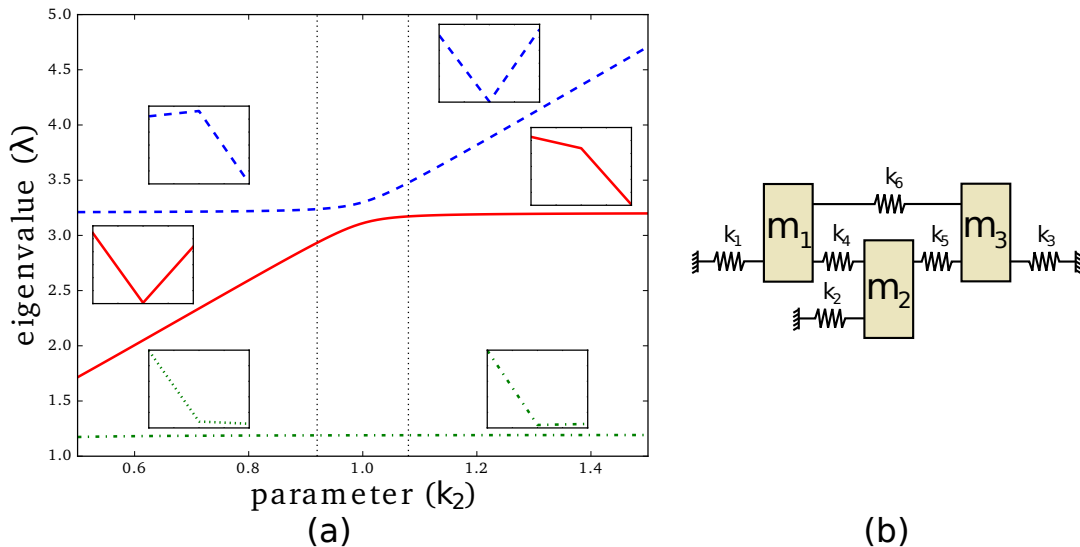 5.0
4.5
4.0
3.5
3.0
2.5
2.0
1.5
1.0
eigenvalue (λ)
0.6 0.8 1.0 1.2 1.4
parameter (k₂)
(a)
k₆
m₁ m₃
k₁ k₄ k₅ k₃
m₂
k₂
(b)